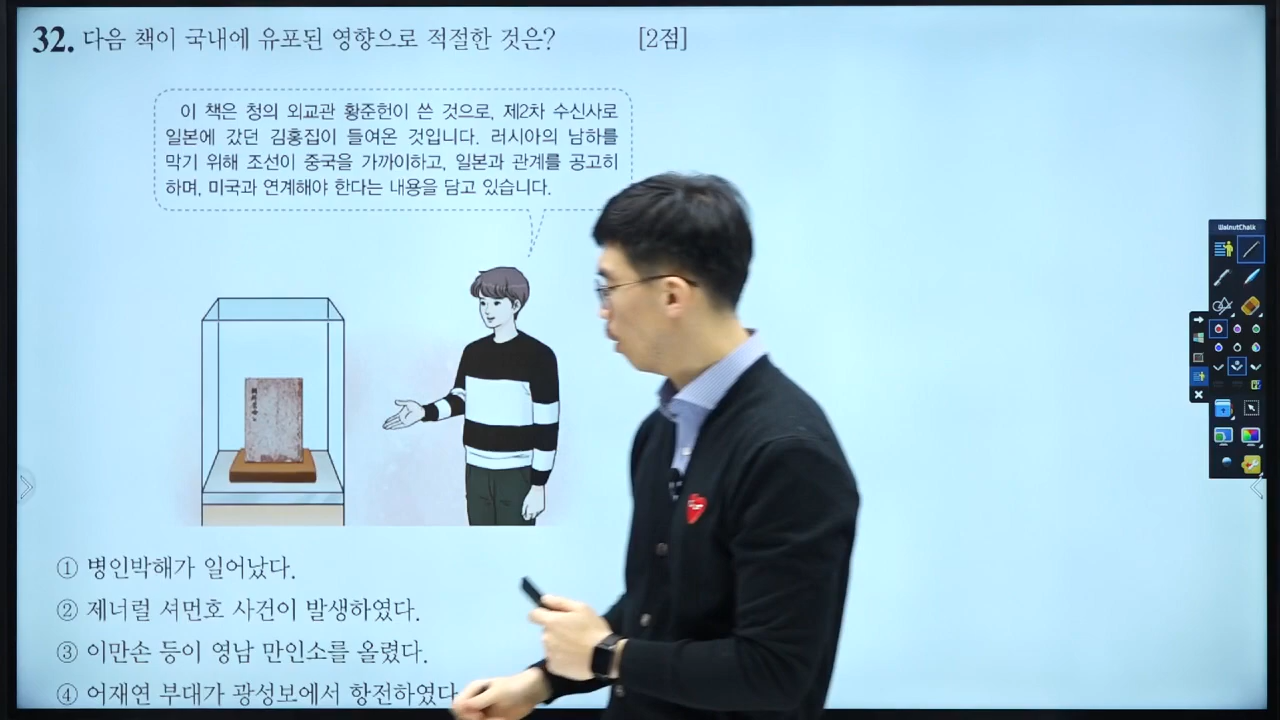 32. 다음 책이 국내에 유포된 영향으로 적절한 것은? [2점]
이 책은 청의 외교관 황준헌이 쓴 것으로, 제2차 수신사로
일본에 갔던 김홍집이 들여온 것입니다. 러시아의 남하를
막기 위해 조선이 중국을 가까이하고, 일본과 관계를 공고히
하며, 미국과 연계해야 한다는 내용을 담고 있습니다.
WalnutChalk
① 병인박해가 일어났다.
② 제너럴 셔먼호 사건이 발생하였다.
③ 이만손 등이 영남 만인소를 올렸다.
④ 어재연 부대가 광성보에서 항전하였다